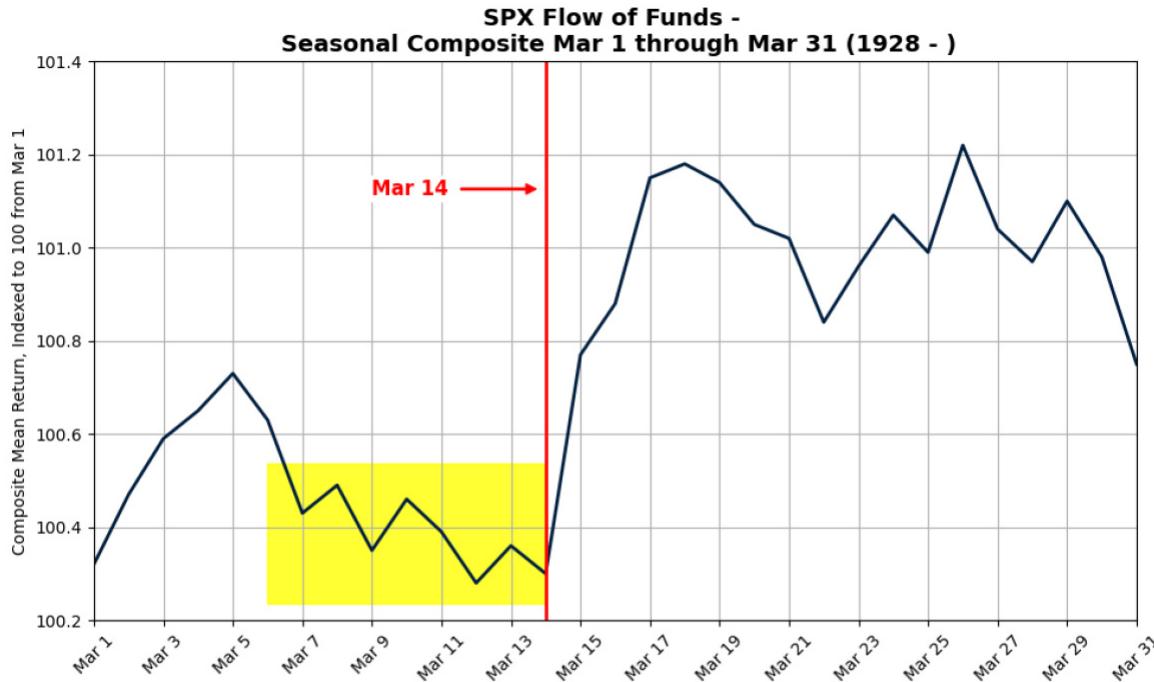 SPX Flow of Funds -
Seasonal Composite Mar 1 through Mar 31 (1928 - )
Composite Mean Return, Indexed to 100 from Mar 1
101.4
101.2
101.0
100.8
100.6
100.4
100.2
Mar 14
Mar 1
Mar 3
Mar 5
Mar 7
Mar 9
Mar 11
Mar 13
Mar 15
Mar 17
Mar 19
Mar 21
Mar 23
Mar 25
Mar 27
Mar 29
Mar 31